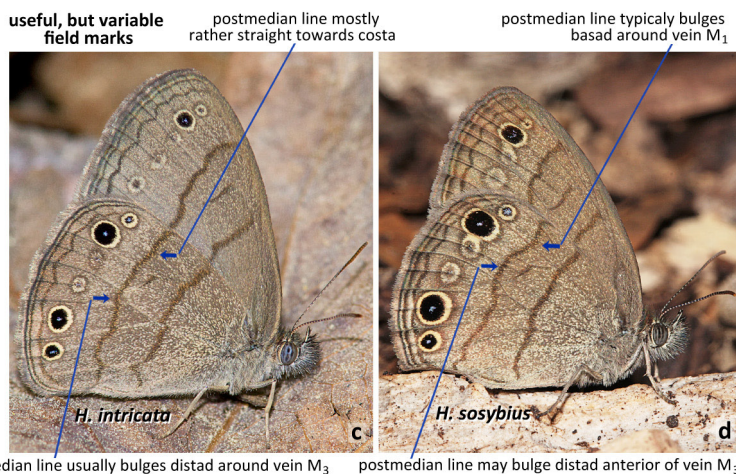 useful, but variable
field marks
postmedian line mostly
rather straight towards costa
postmedian line typicaly bulges
basad around vein M1
H. intricata
c
H. sosybius
d
median line usually bulges distad around vein M3
postmedian line may bulge distad anterior of vein M3